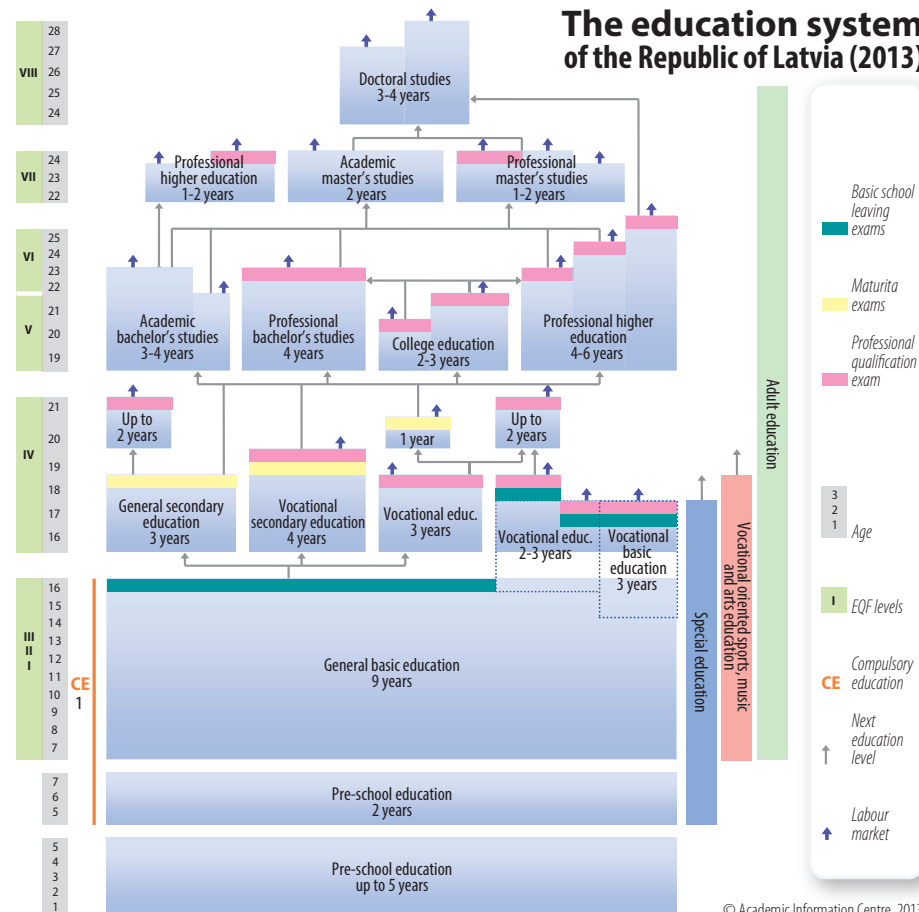 The education system
of the Republic of Latvia (2013)
28
27
26
25
24
VIII
Doctoral studies
3-4 years
24
23
22
VII
Professional
higher education
1-2 years
Academic
master's studies
2 years
Professional
master's studies
1-2 years
25
24
23
22
VI
21
20
19
V
Academic
bachelor's studies
3-4 years
Professional
bachelor's studies
4 years
College education
2-3 years
Professional higher
education
4-6 years
21
20
19
18
17
16
IV
Up to
2 years
1 year
Up to
2 years
General secondary
education
3 years
Vocational
secondary education
4 years
Vocational educ.
3 years
Vocational educ.
2-3 years
Vocational
basic
education
3 years
16
15
14
13
12
11
10
9
8
7
III
II
I
CE
1
General basic education
9 years
7
6
5
Pre-school education
2 years
5
4
3
2
1
Pre-school education
up to 5 years
Special education
Vocational oriented sports, music
and arts education
Adult education
Basic school
leaving
exams
Maturita
exams
Professional
qualification
exam
3
2
1
Age
I
EQF levels
Compulsory
CE education
Next
education
level
Labour
market
© Academic Information Centre, 2013